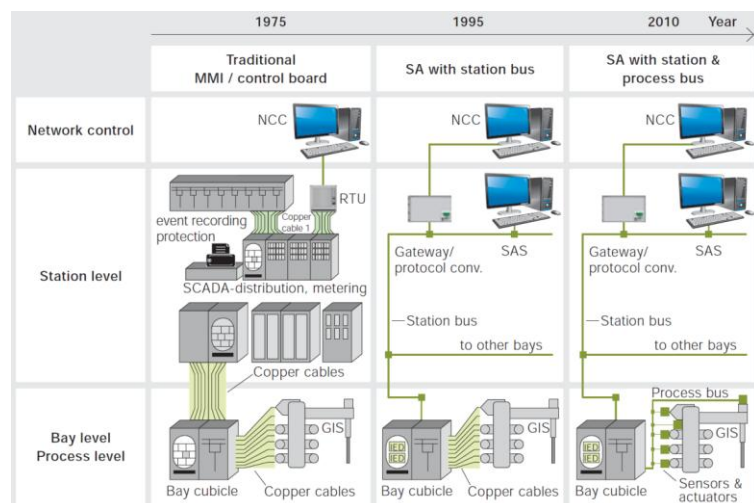 1975 1995 2010 Year
Traditional
MMI / control board
SA with station bus
SA with station &
process bus
Network control
NCC
NCC
NCC
Station level
event recording
protection
Copper
cable 1
RTU
SCADA-distribution, metering
Copper cables
Gateway/
protocol conv.
SAS
Station bus
to other bays
Gateway/
protocol conv.
SAS
Station bus
to other bays
Bay level
Process level
GIS
Bay cubicle
Copper cables
IED
IED
GIS
Bay cubicle
Copper cables
Process bus
IED
IED
GIS
Bay cubicle
Sensors &
actuators